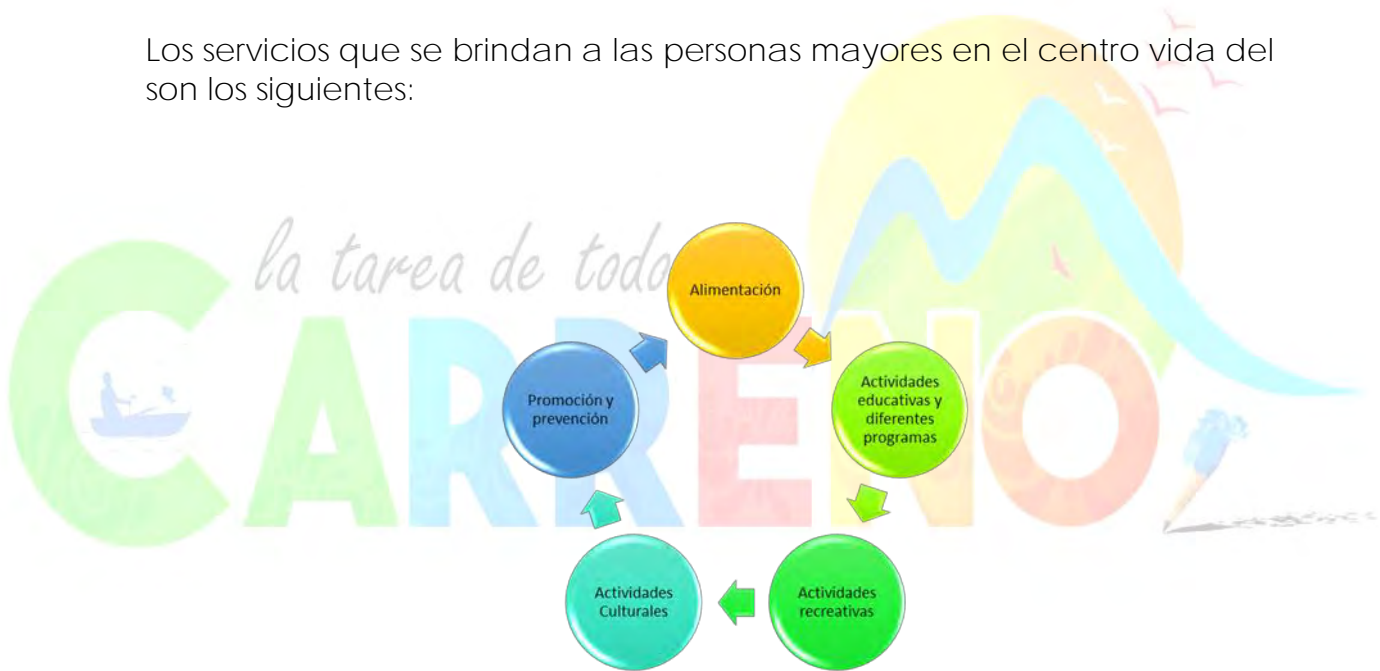 Los servicios que se brindan a las personas mayores en el centro vida del
son los siguientes:
la tarea de todo
CARREÑO
Alimentación
Actividades
educativas y
diferentes
programas
Actividades
recreativas
Actividades
Culturales
Promoción y
prevención